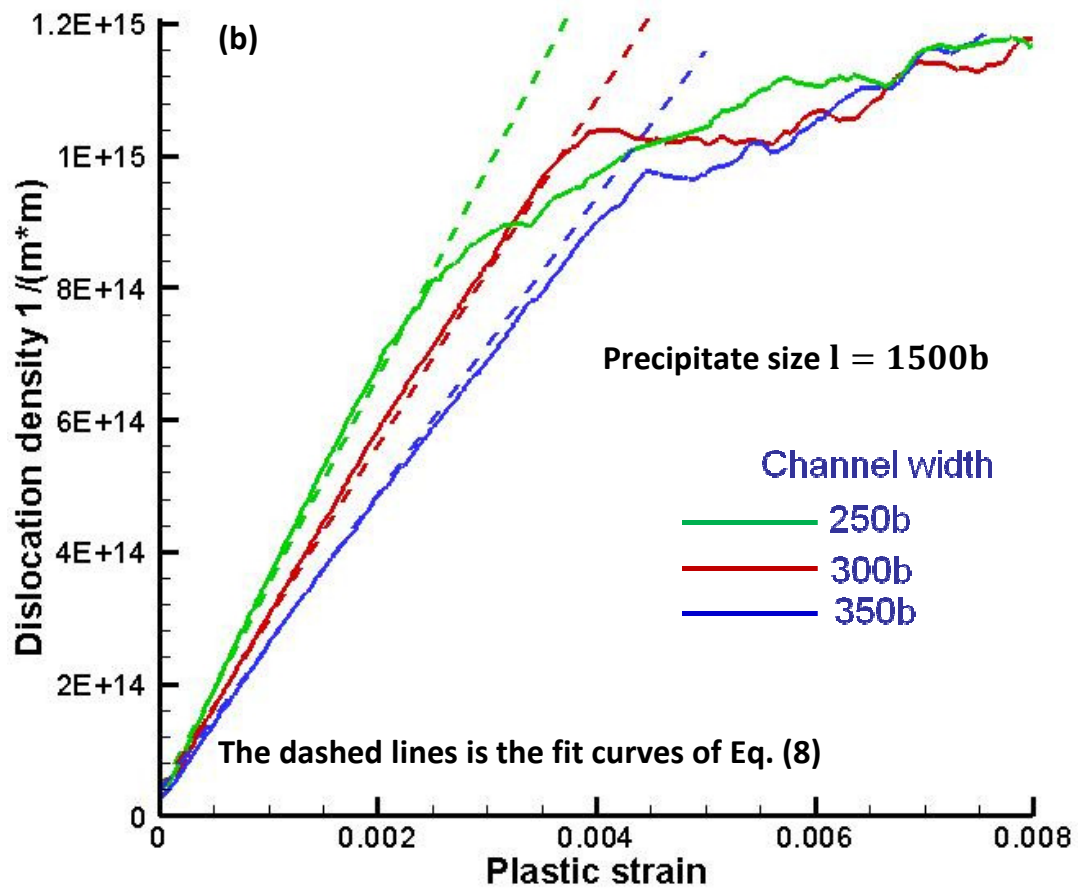 (b)
1.2E+15
1E+15
8E+14
6E+14
4E+14
2E+14
0
Dislocation density 1 /(m*m)
Precipitate size l = 1500b
Channel width
250b
300b
350b
The dashed lines is the fit curves of Eq. (8)
0 0.002 0.004 0.006 0.008
Plastic strain